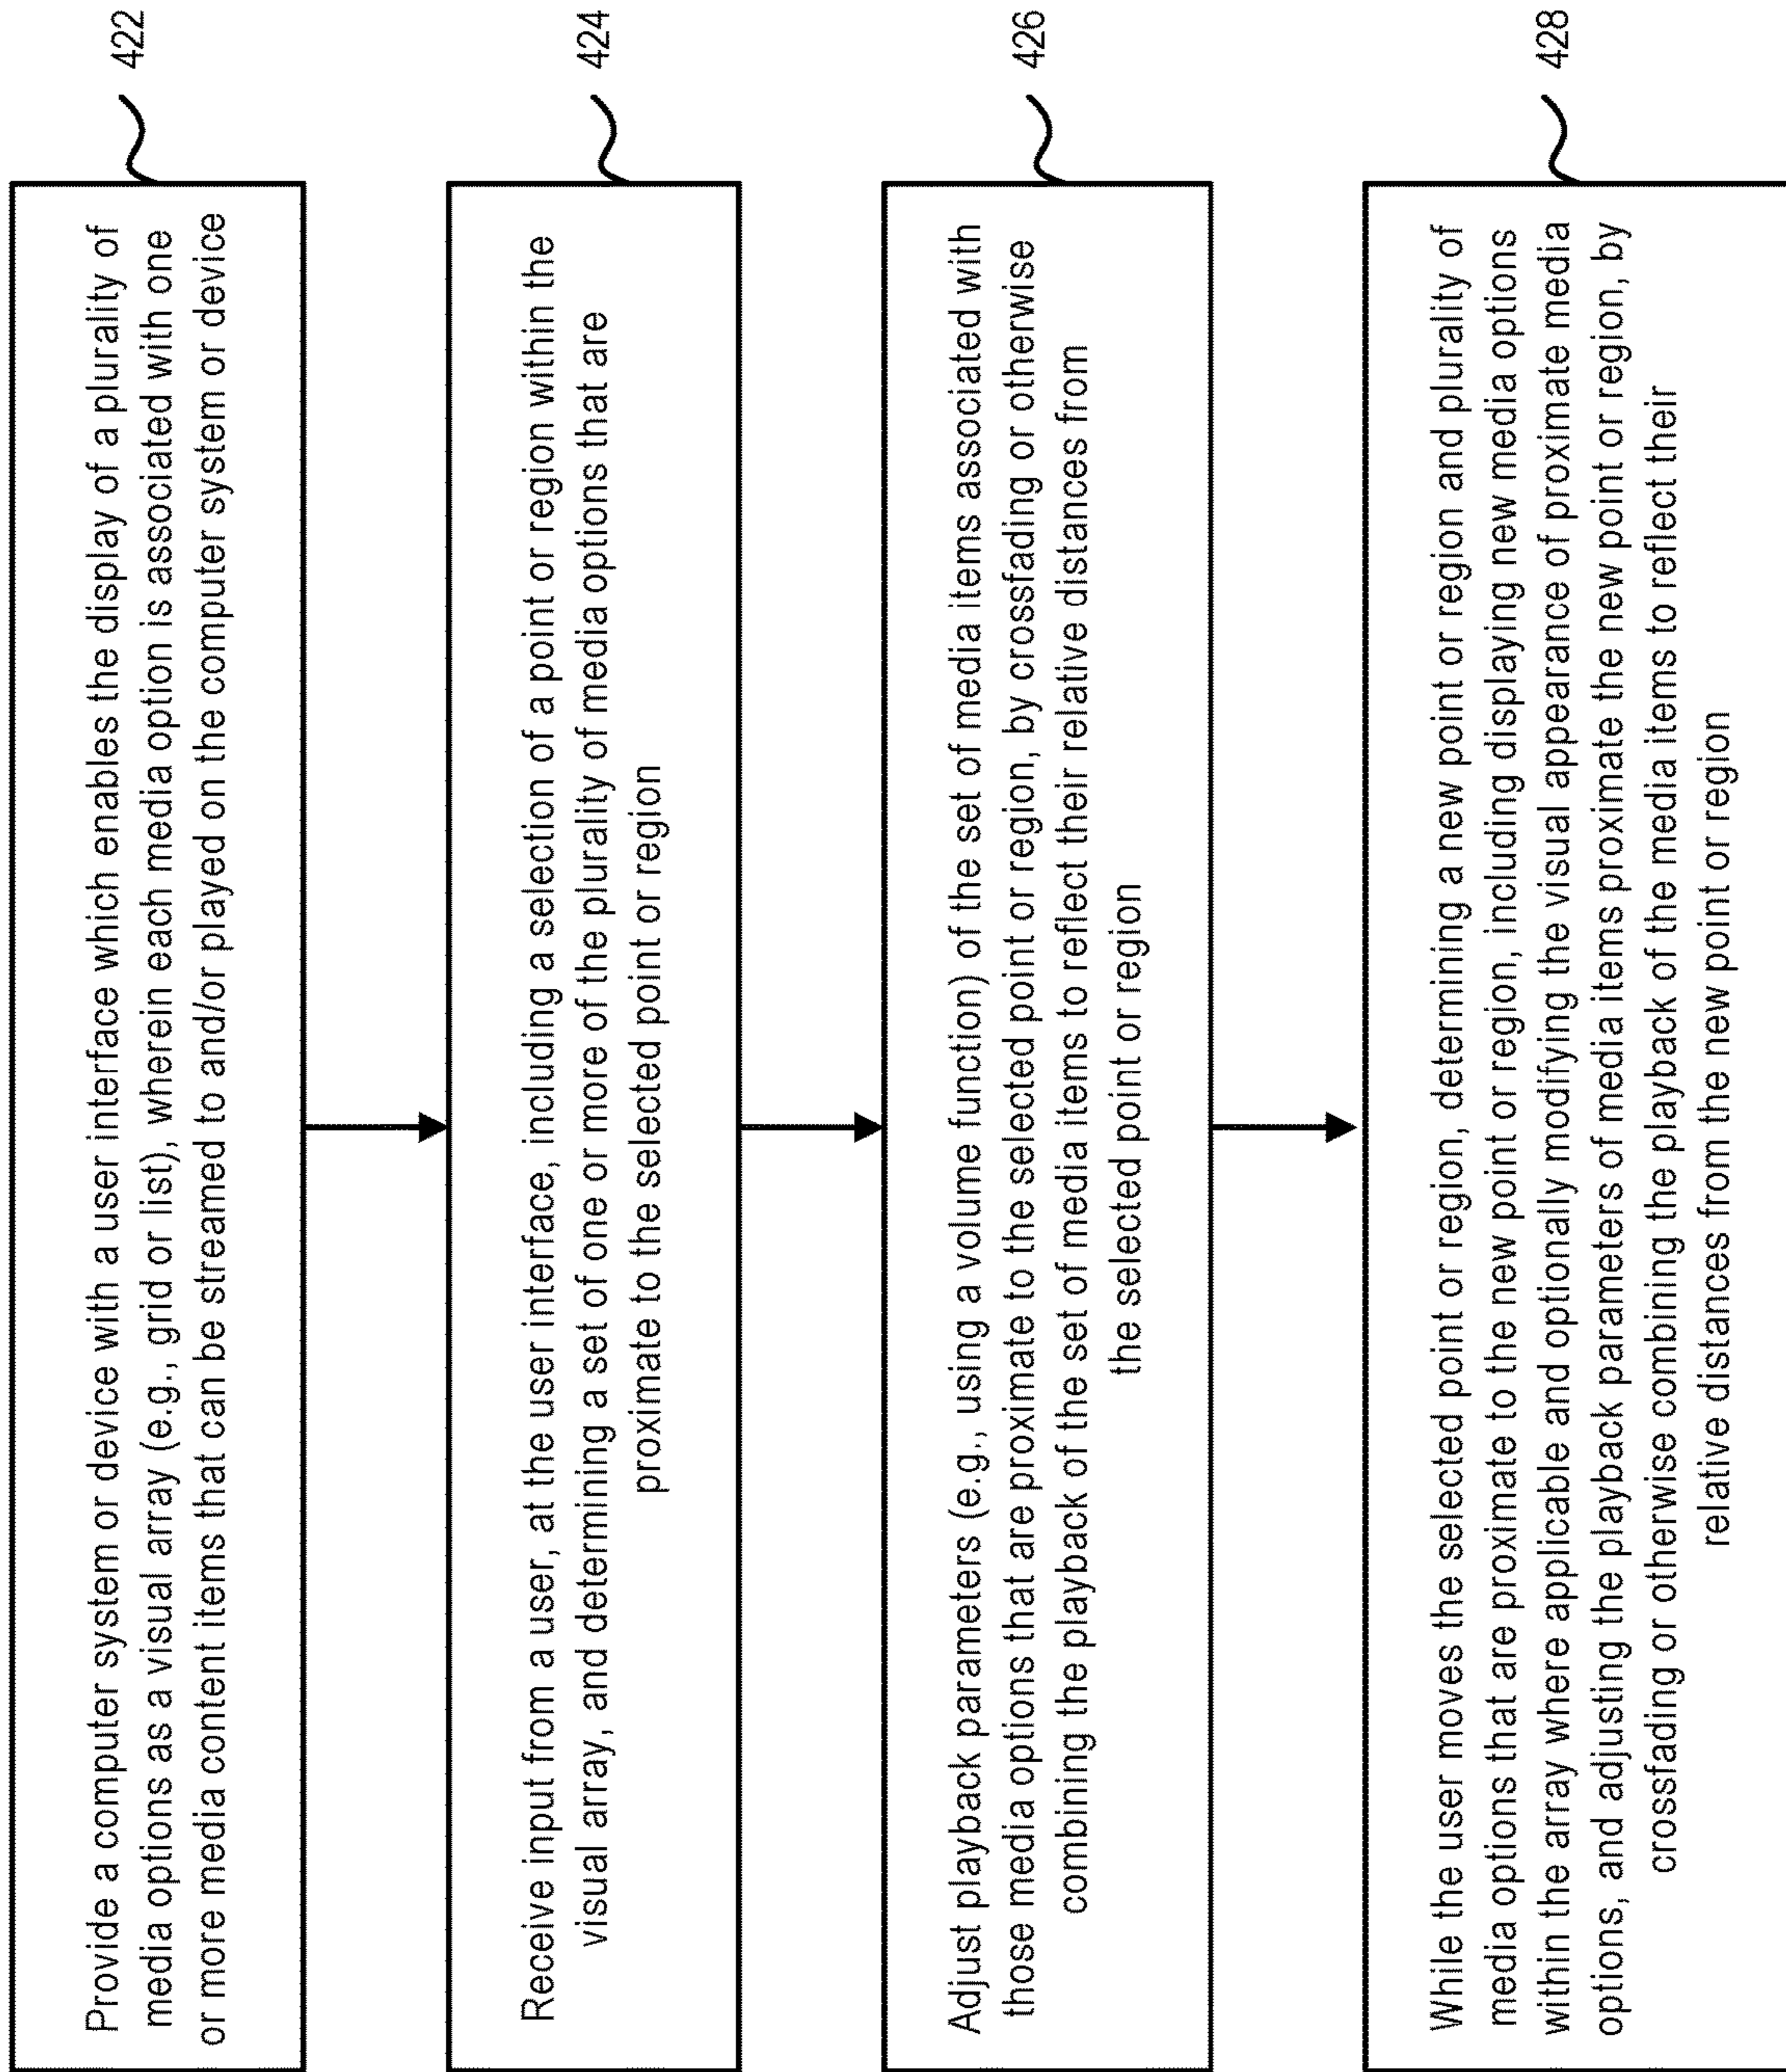 Provide a computer system or device with a user interface which enables the display of a plurality of
media options as a visual array (e.g., grid or list), wherein each media option is associated with one
or more media content items that can be streamed to and/or played on the computer system or device
422
Receive input from a user, at the user interface, including a selection of a point or region within the
visual array, and determining a set of one or more of the plurality of media options that are
proximate to the selected point or region
424
Adjust playback parameters (e.g., using a volume function) of the set of media items associated with
those media options that are proximate to the selected point or region, by crossfading or otherwise
combining the playback of the set of media items to reflect their relative distances from
the selected point or region
426
While the user moves the selected point or region, determining a new point or region and plurality of
media options that are proximate to the new point or region, including displaying new media options
within the array where applicable and optionally modifying the visual appearance of proximate media
options, and adjusting the playback parameters of media items proximate the new point or region, by
crossfading or otherwise combining the playback of the media items to reflect their
relative distances from the new point or region
428